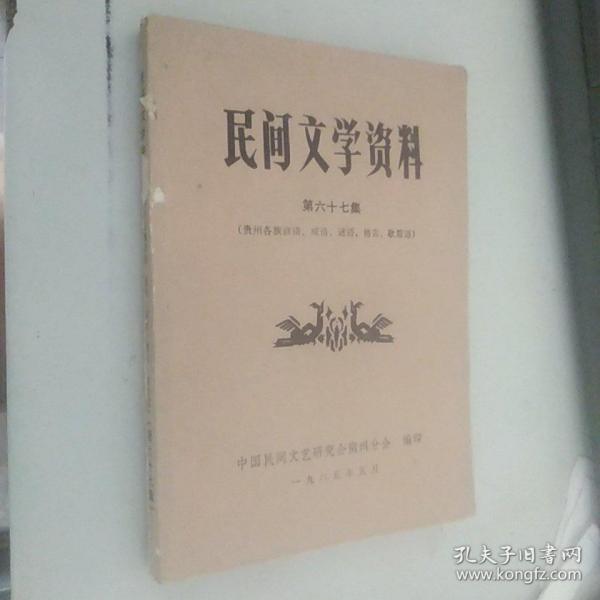 民间文学资料
第六十七集
(贵州各族谚语、成语、谜语、格言、歇后语)
中国民间文艺研究会贵州分会 编印
一九八五年五月
孔夫子旧书网
www.kongfz.com